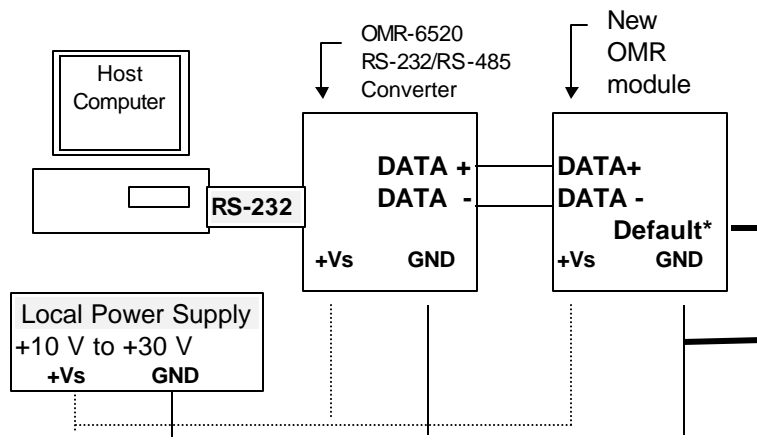 Host
Computer
OMR-6520
RS-232/RS-485
Converter
New
OMR
module
RS-232
DATA +
DATA -
+Vs GND
DATA+
DATA -
Default*
+Vs GND
Local Power Supply
+10 V to +30 V
+Vs GND